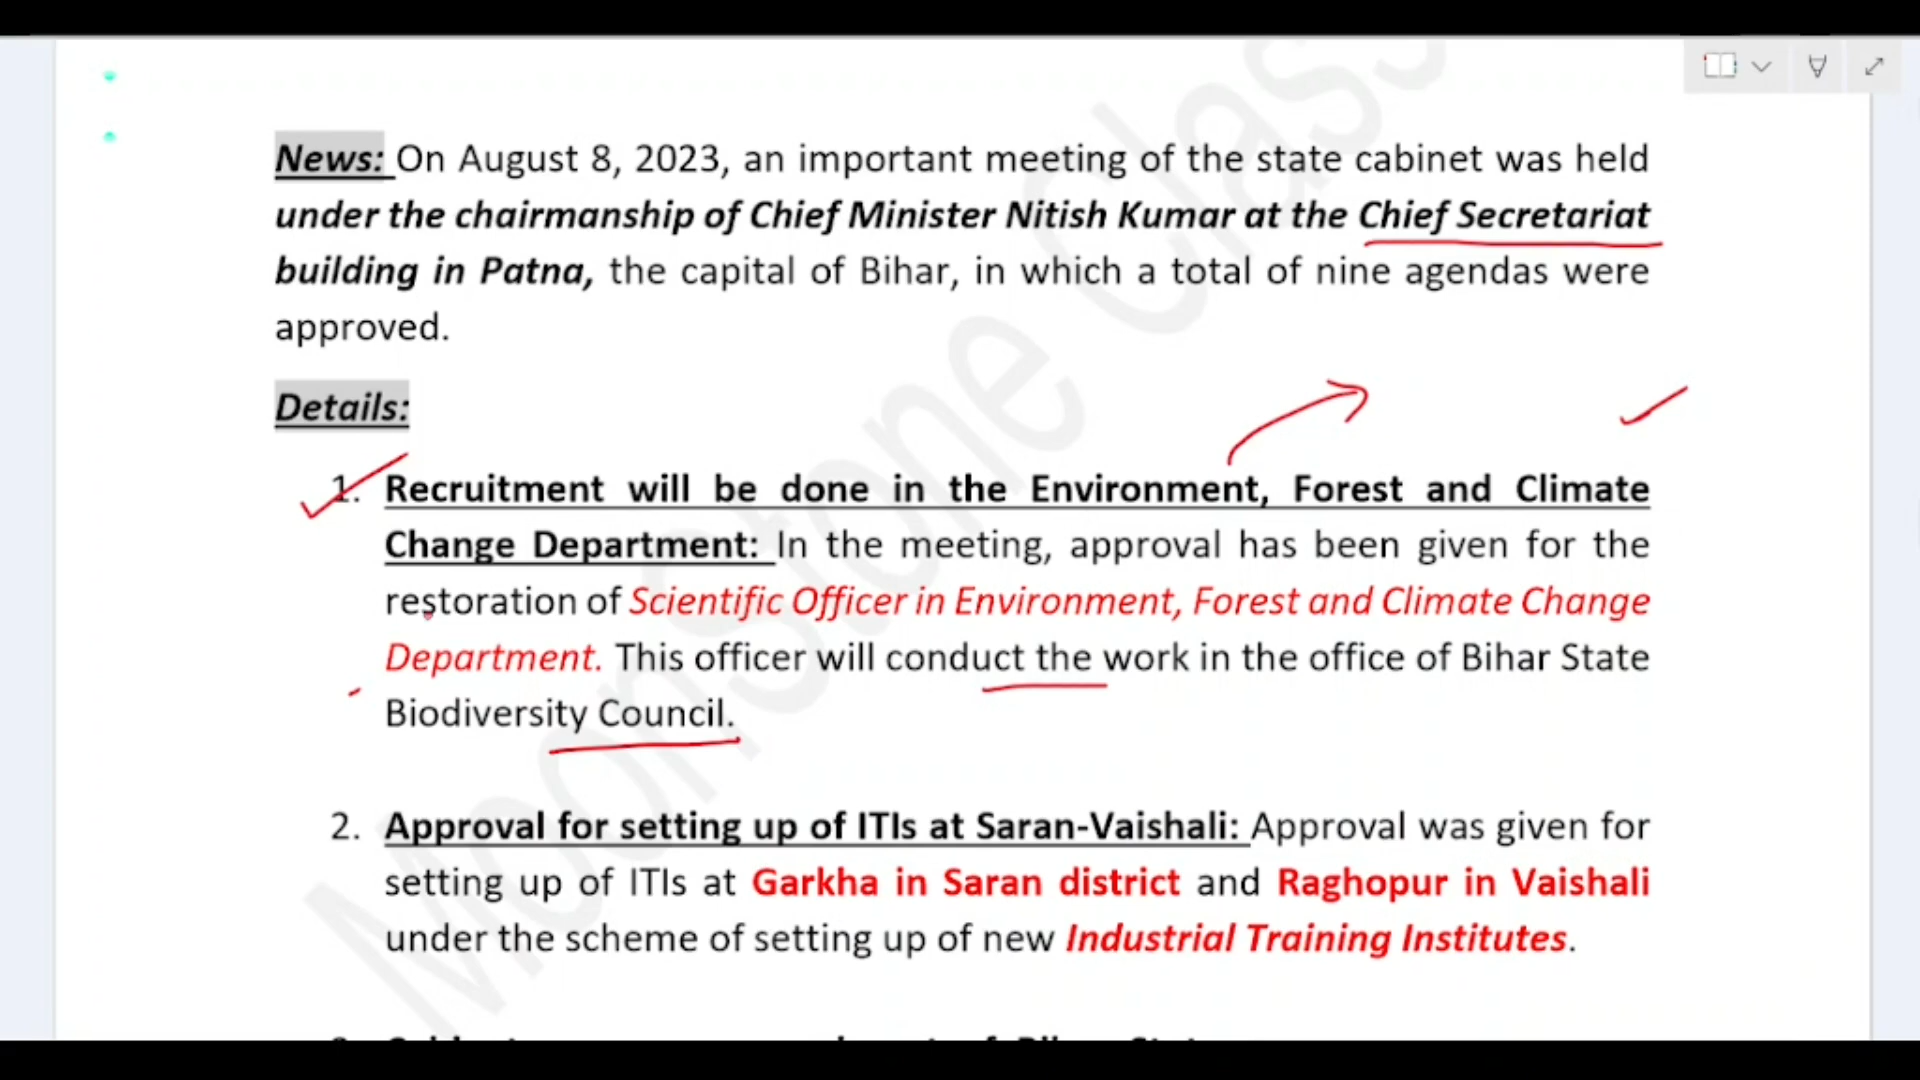 News: On August 8, 2023, an important meeting of the state cabinet was held
under the chairmanship of Chief Minister Nitish Kumar at the Chief Secretariat
building in Patna, the capital of Bihar, in which a total of nine agendas were
approved.
Details:
1. Recruitment will be done in the Environment, Forest and Climate
Change Department: In the meeting, approval has been given for the
restoration of Scientific Officer in Environment, Forest and Climate Change
Department. This officer will conduct the work in the office of Bihar State
Biodiversity Council.
2. Approval for setting up of ITIs at Saran-Vaishali: Approval was given for
setting up of ITIs at Garkha in Saran district and Raghopur in Vaishali
under the scheme of setting up of new Industrial Training Institutes.
MoonStone Class